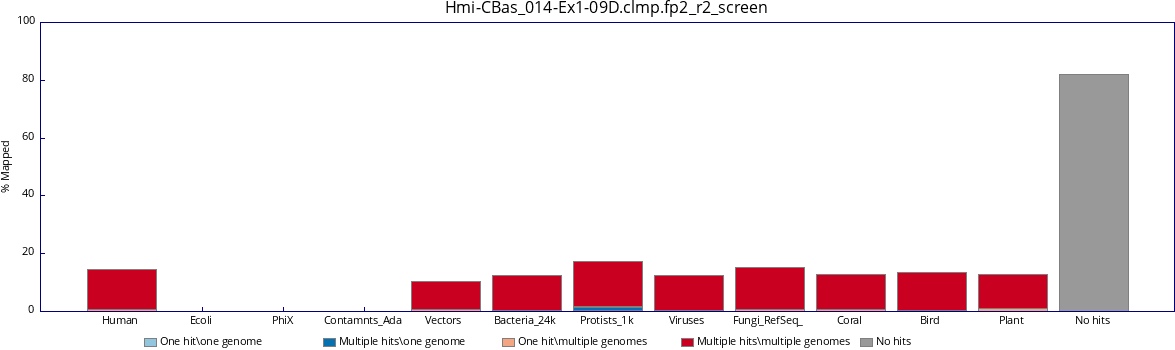 Hmi-CBas_014-Ex1-09D.clmp.fp2_r2_screen
100
80
60
40
20
0
% Mapped
Human Ecoli PhiX Contamnts_Ada Vectors Bacteria_24k Protists_1k Viruses Fungi_RefSeq_ Coral Bird Plant No hits
One hit\one genome Multiple hits\one genome One hit\multiple genomes Multiple hits\multiple genomes No hits